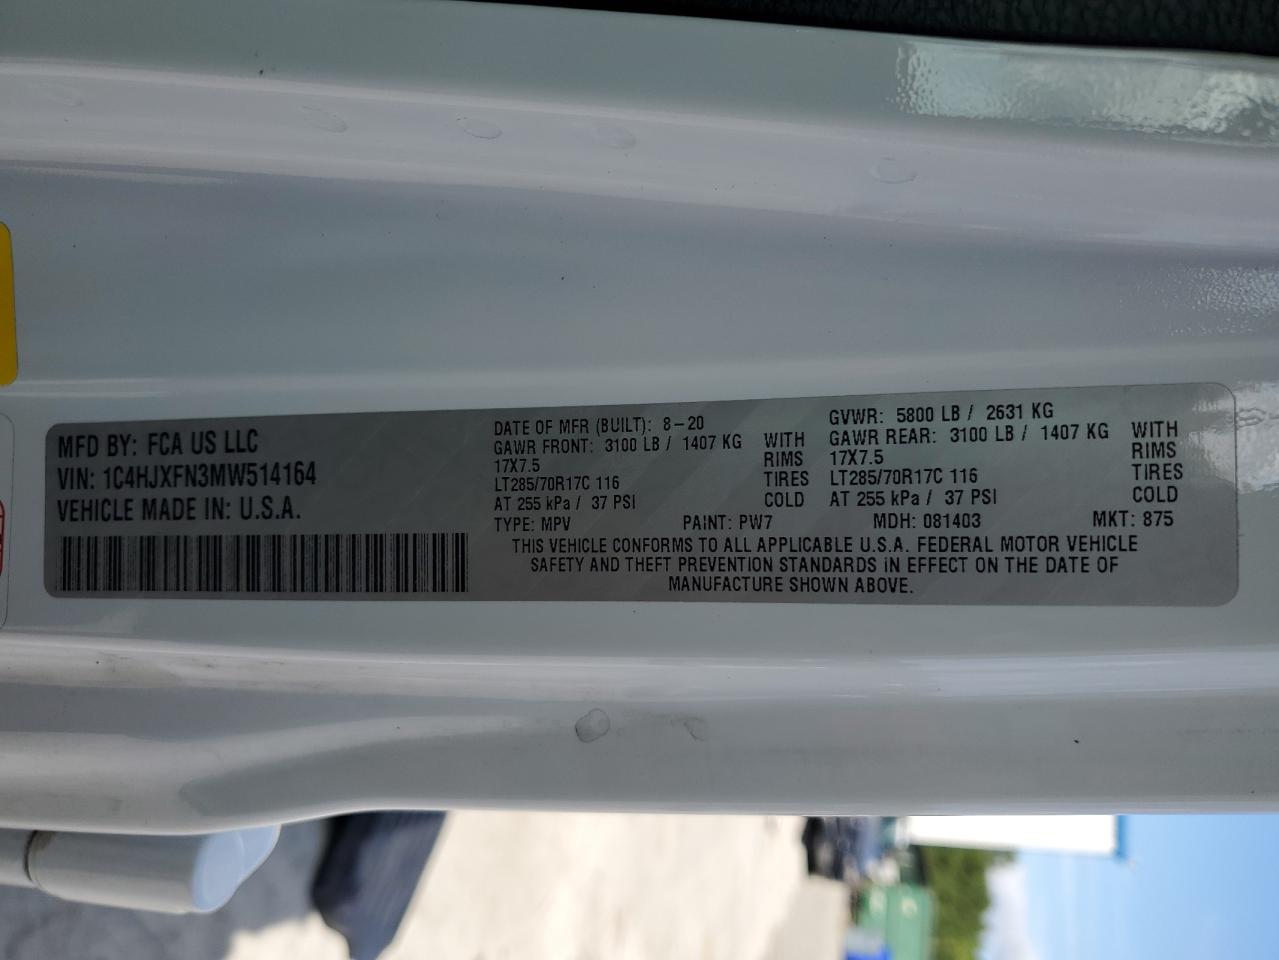 MFD BY: FCA US LLC
VIN: 1C4HJXFN3MW514164
VEHICLE MADE IN: U.S.A.
DATE OF MFR (BUILT): 8-20
GAWR FRONT: 3100 LB / 1407 KG WITH
17X7.5 RIMS
LT285/70R17C 116 TIRES
AT 255 kPa / 37 PSI COLD
GVWR: 5800 LB / 2631 KG
GAWR REAR: 3100 LB / 1407 KG WITH
17X7.5 RIMS
LT285/70R17C 116 TIRES
AT 255 kPa / 37 PSI COLD
TYPE: MPV PAINT: PW7 MDH: 081403 MKT: 875
THIS VEHICLE CONFORMS TO ALL APPLICABLE U.S.A. FEDERAL MOTOR VEHICLE
SAFETY AND THEFT PREVENTION STANDARDS IN EFFECT ON THE DATE OF
MANUFACTURE SHOWN ABOVE.